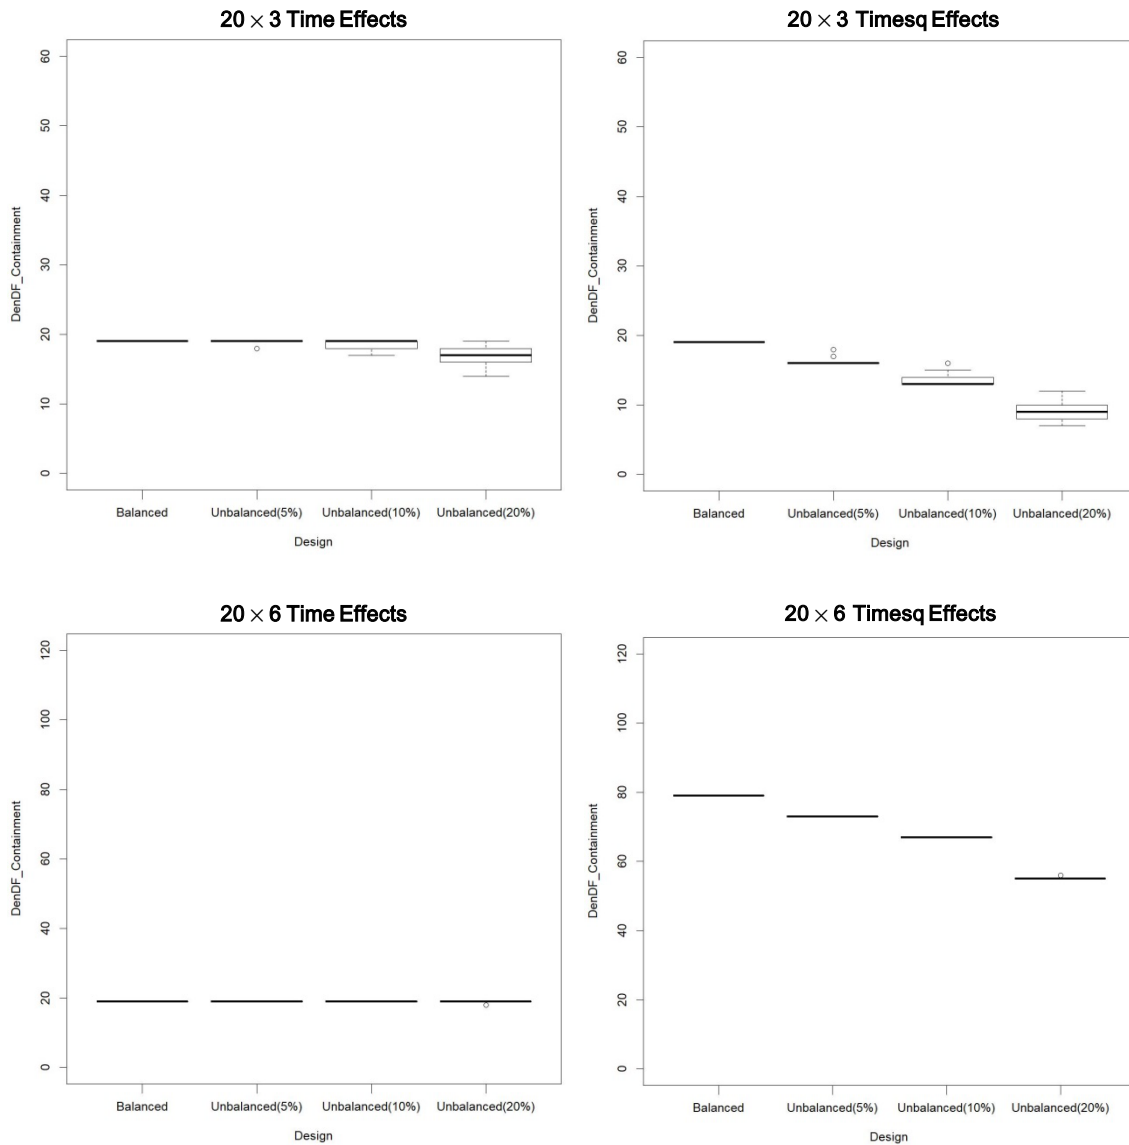 20 × 3 Time Effects
DenDF_Containment
60
50
40
30
20
10
0
Balanced Unbalanced(5%) Unbalanced(10%) Unbalanced(20%)
Design
20 × 3 Timesq Effects
DenDF_Containment
60
50
40
30
20
10
0
Balanced Unbalanced(5%) Unbalanced(10%) Unbalanced(20%)
Design
20 × 6 Time Effects
DenDF_Containment
120
100
80
60
40
20
0
Balanced Unbalanced(5%) Unbalanced(10%) Unbalanced(20%)
Design
20 × 6 Timesq Effects
DenDF_Containment
120
100
80
60
40
20
0
Balanced Unbalanced(5%) Unbalanced(10%) Unbalanced(20%)
Design